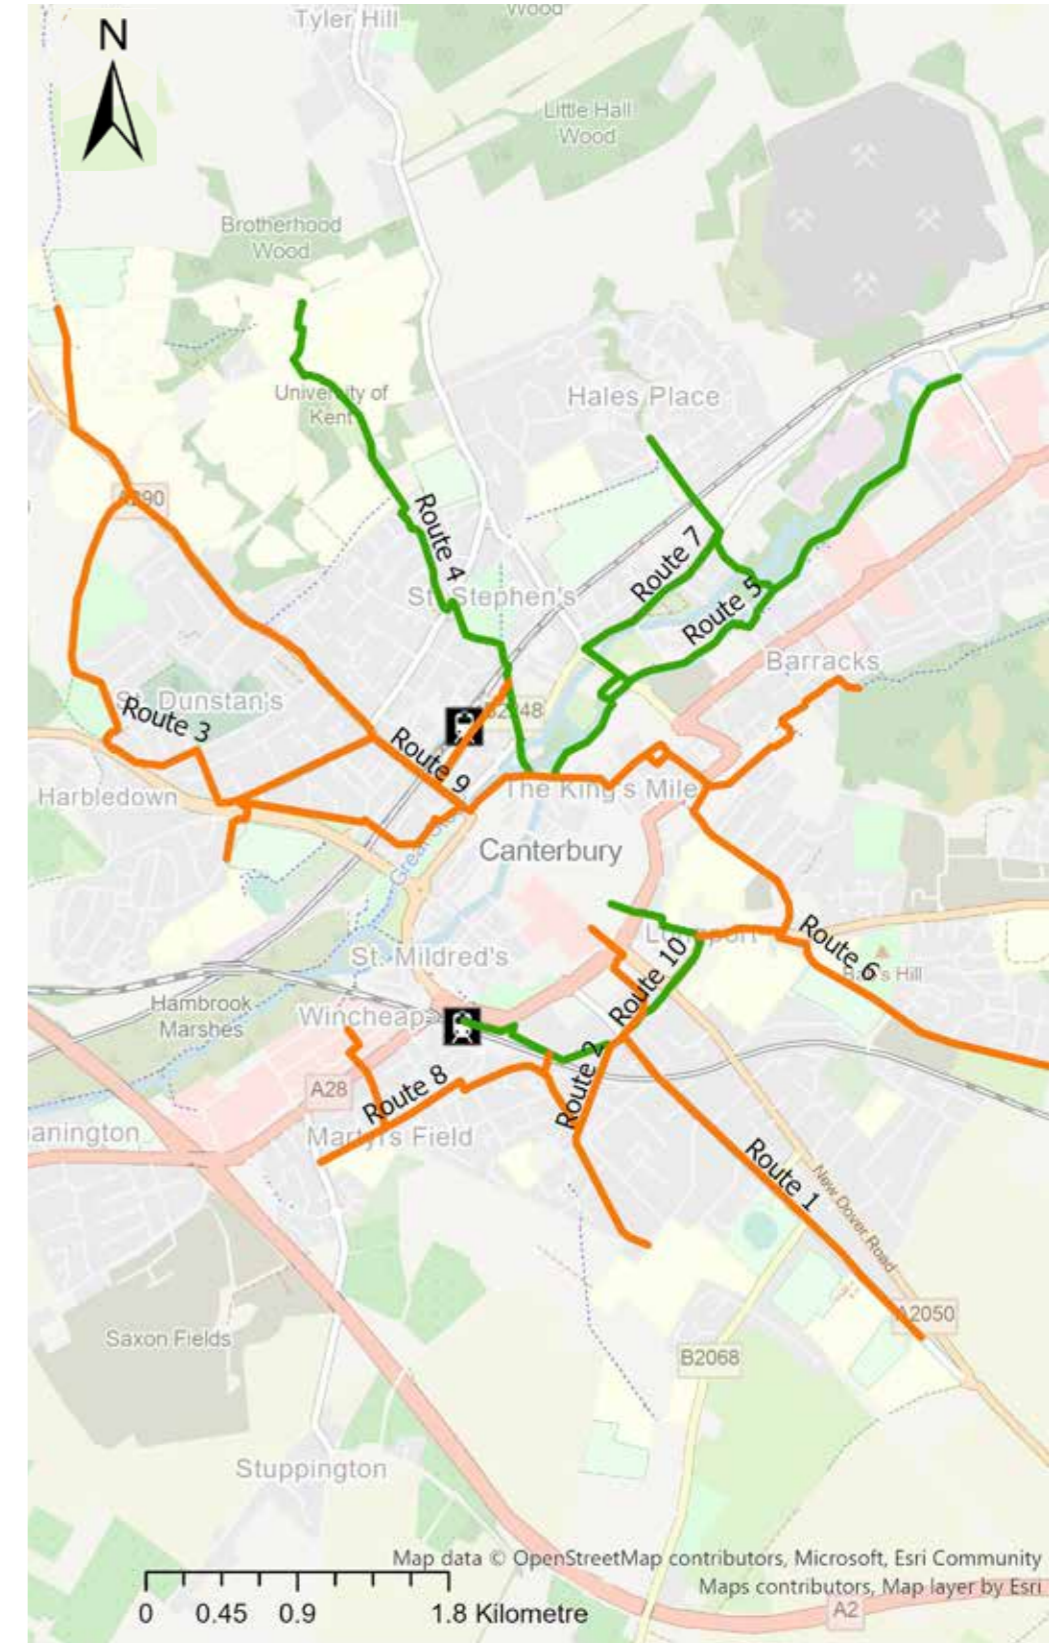 Wood
Tyler Hill
N
Little Hall
Wood
Brotherhood
Wood
University of
Kent
Hales Place
A290
Route 4
Route 7
St. Stephen's
Route 5
Barracks
St. Dunstan's
Route 3
B2248
Route 9
Harbledown
The King's Mile
Great Stour
Canterbury
Longport
Route 6
Route 10
St. Mildred's
Hambrook
Marshes
Wincheap
Route 2
A28
Route 8
Martyrs Field
Route 1
New Dover Road
A2050
Saxon Fields
B2068
Stuppington
Map data © OpenStreetMap contributors, Microsoft, Esri Community
Maps contributors, Map layer by Esri
0 0.45 0.9 1.8 Kilometre
A2